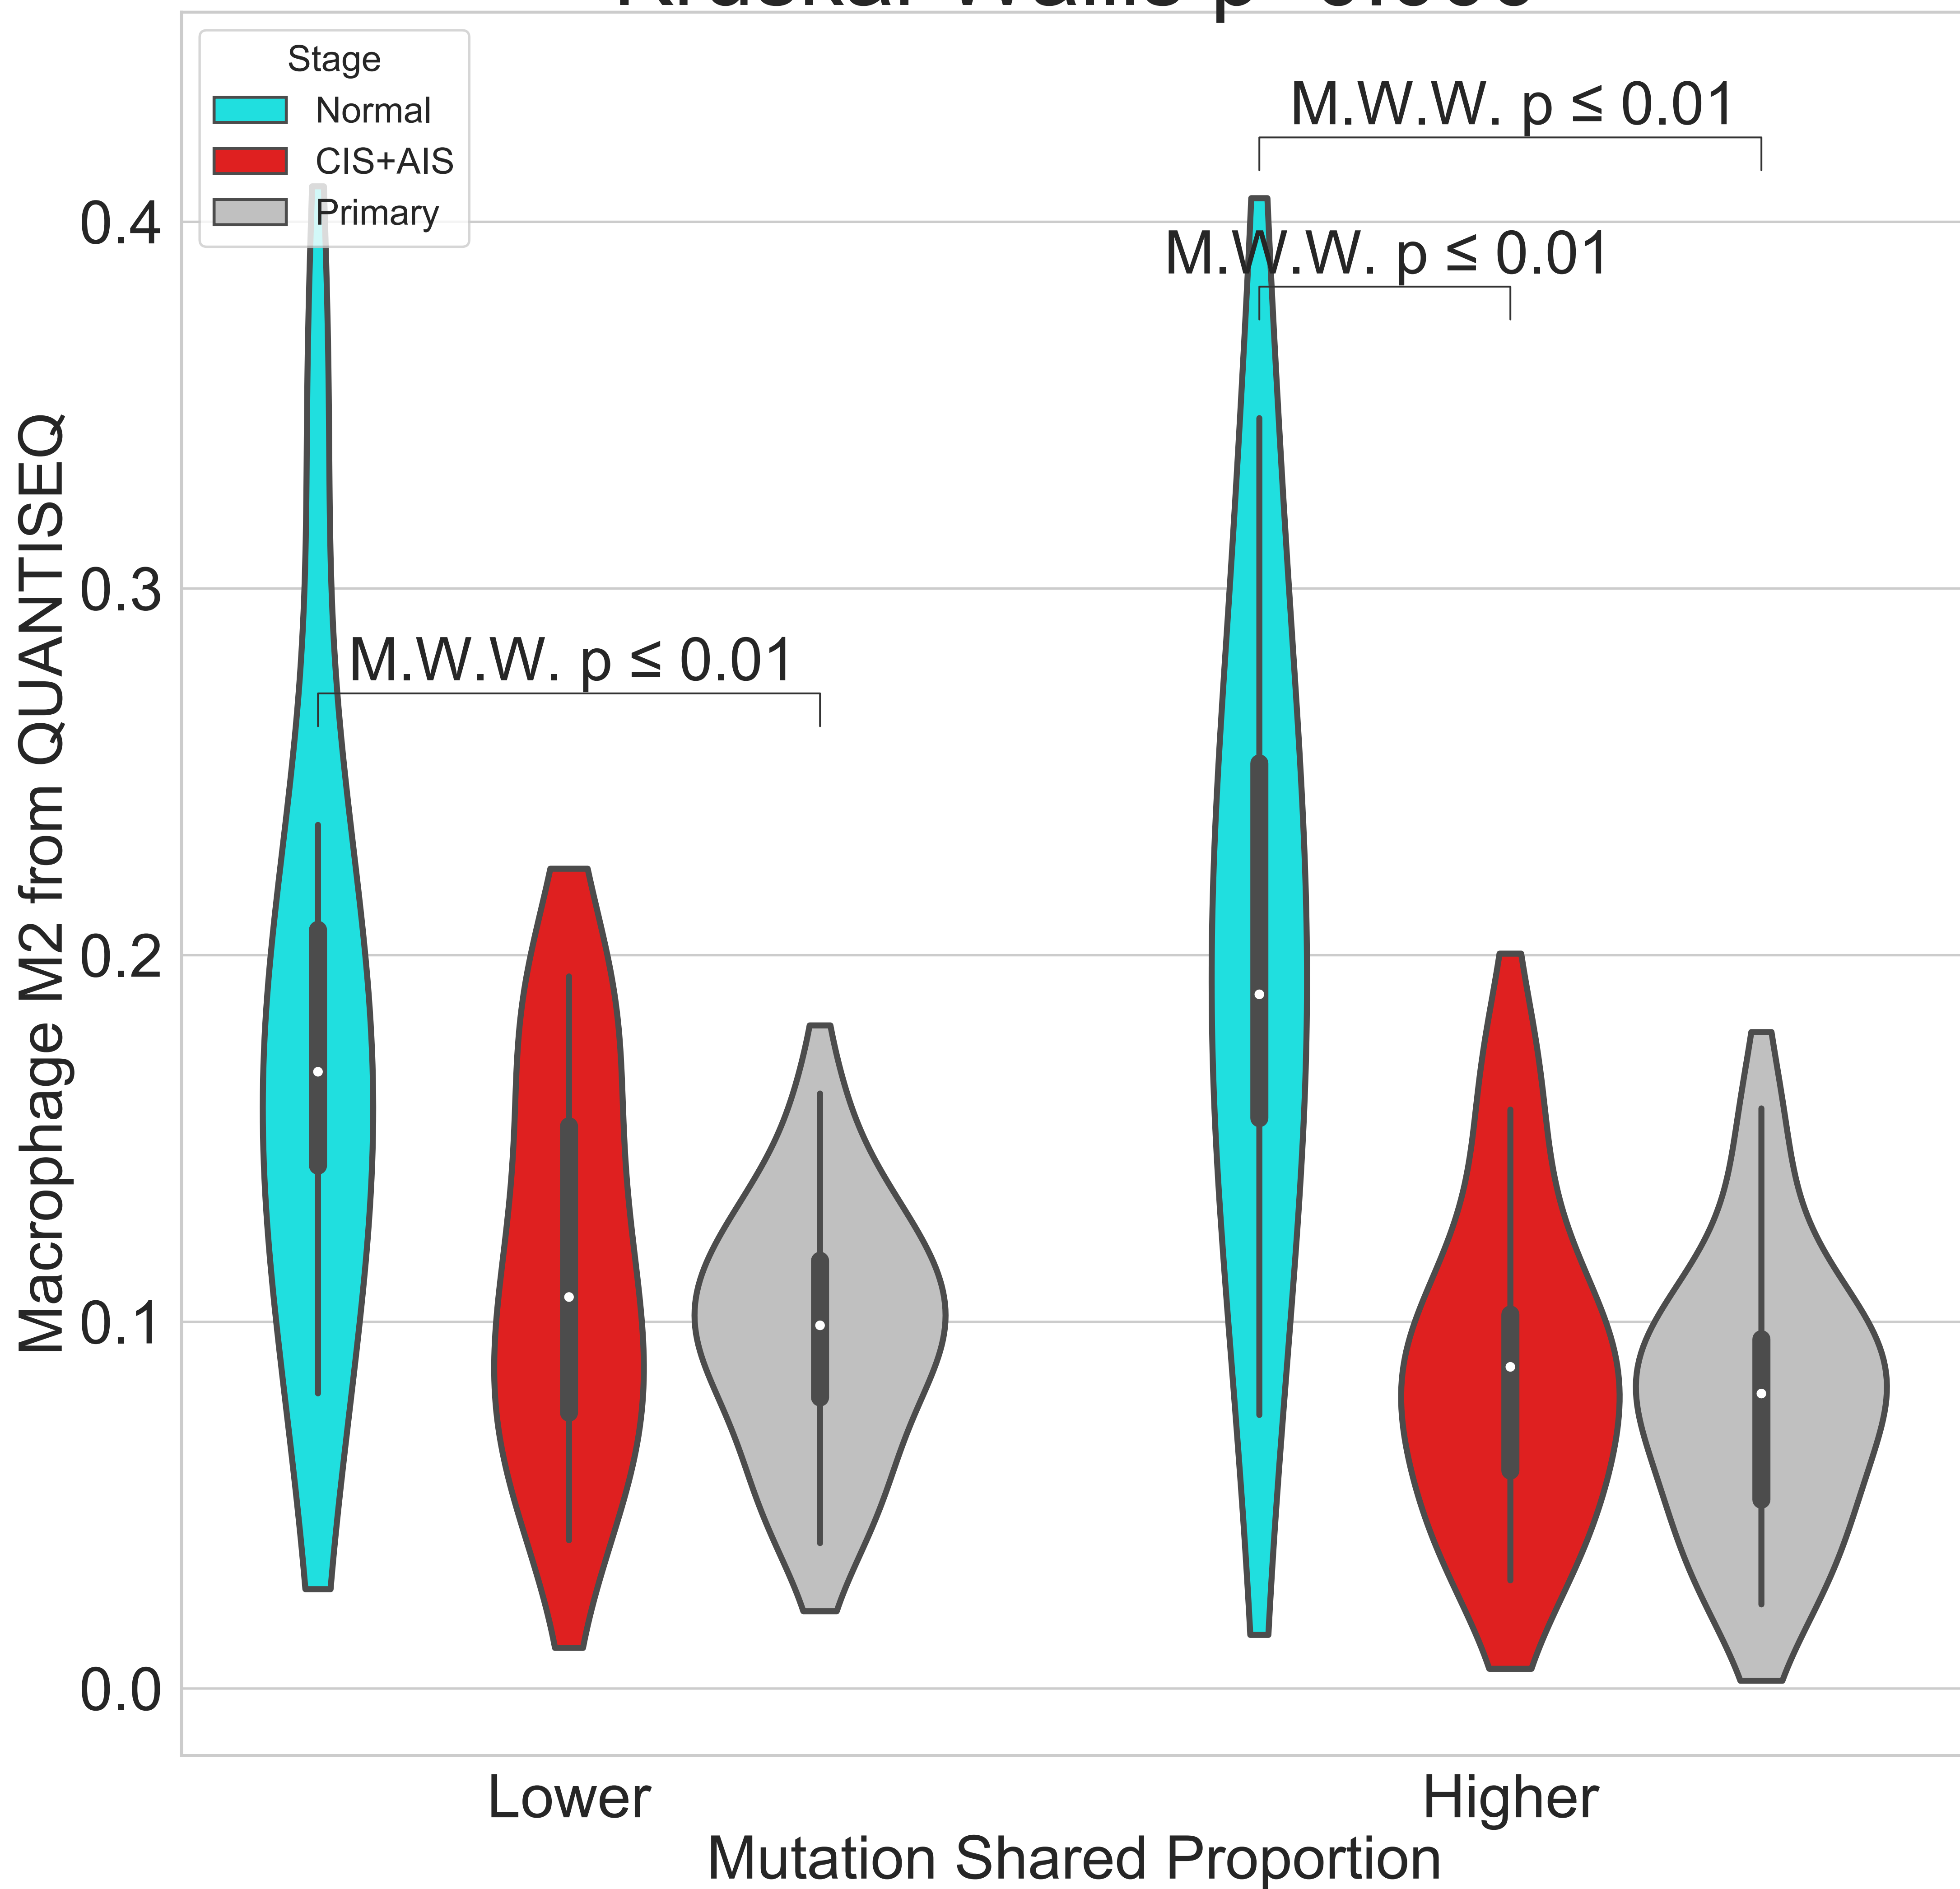 Stage
Normal
CIS+AIS
Primary
M.W.W. p ≤ 0.01
M.W.W. p ≤ 0.01
M.W.W. p ≤ 0.01
Macrophage M2 from QUANTISEQ
0.4
0.3
0.2
0.1
0.0
Lower
Higher
Mutation Shared Proportion